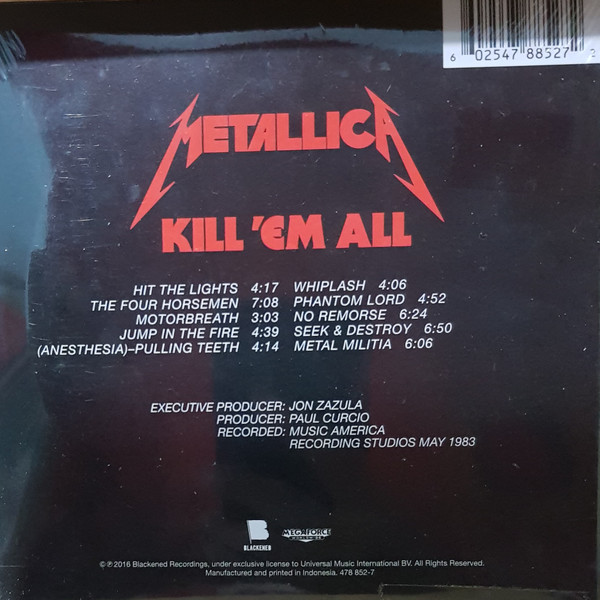 6 02547 88527 2
METALLICA
KILL 'EM ALL
HIT THE LIGHTS 4:17
THE FOUR HORSEMEN 7:08
MOTORBREATH 3:03
JUMP IN THE FIRE 4:39
(ANESTHESIA)–PULLING TEETH 4:14
WHIPLASH 4:06
PHANTOM LORD 4:52
NO REMORSE 6:24
SEEK & DESTROY 6:50
METAL MILITIA 6:06
EXECUTIVE PRODUCER: JON ZAZULA
PRODUCER: PAUL CURCIO
RECORDED: MUSIC AMERICA
RECORDING STUDIOS MAY 1983
B
BLACKENED
MEGAFORCE
WORLDWIDE
©℗2016 Blackened Recordings, under exclusive license to Universal Music International BV. All Rights Reserved.
Manufactured and printed in Indonesia. 478 852-7